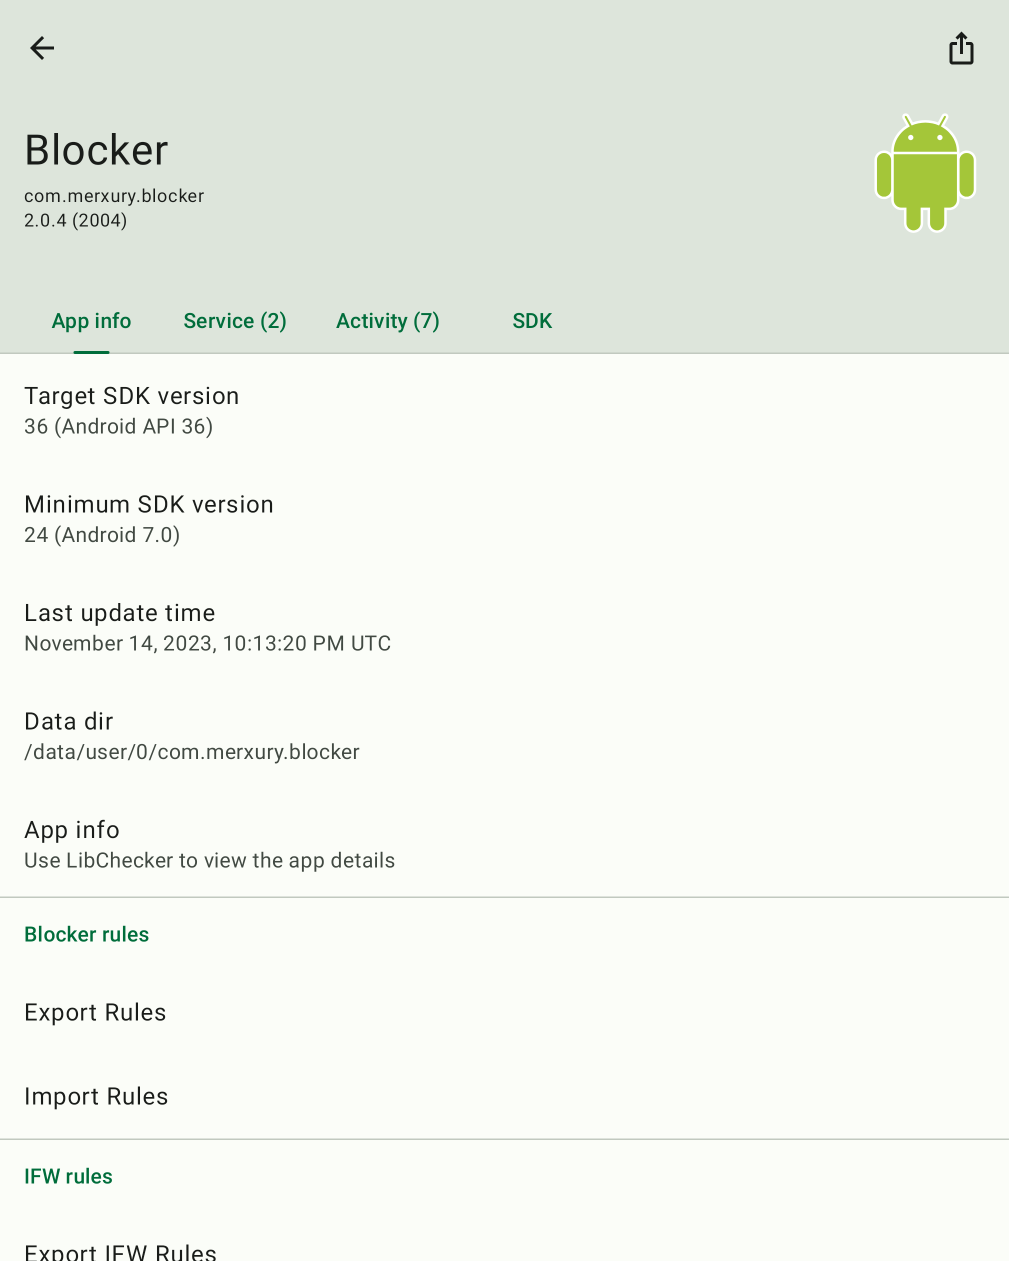 Blocker
com.merxury.blocker
2.0.4 (2004)
App info
Service (2)
Activity (7)
SDK
Target SDK version
36 (Android API 36)
Minimum SDK version
24 (Android 7.0)
Last update time
November 14, 2023, 10:13:20 PM UTC
Data dir
/data/user/0/com.merxury.blocker
App info
Use LibChecker to view the app details
Blocker rules
Export Rules
Import Rules
IFW rules
Export IFW Rules